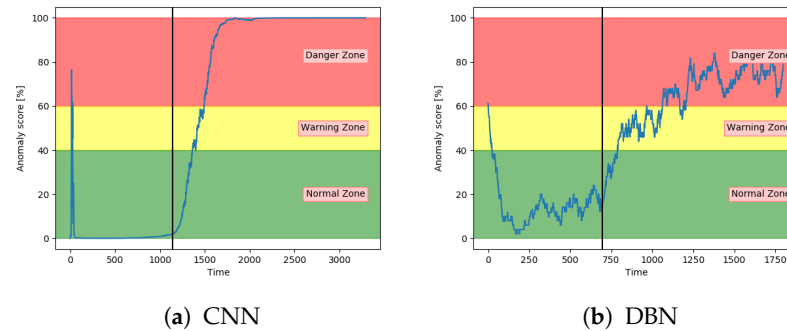 100
80
60
40
20
0
Anomaly score [%]
Danger Zone
Warning Zone
Normal Zone
0 500 1000 1500 2000 2500 3000
Time
(a) CNN
100
80
60
40
20
0
Anomaly score [%]
Danger Zone
Warning Zone
Normal Zone
0 250 500 750 1000 1250 1500 1750
Time
(b) DBN